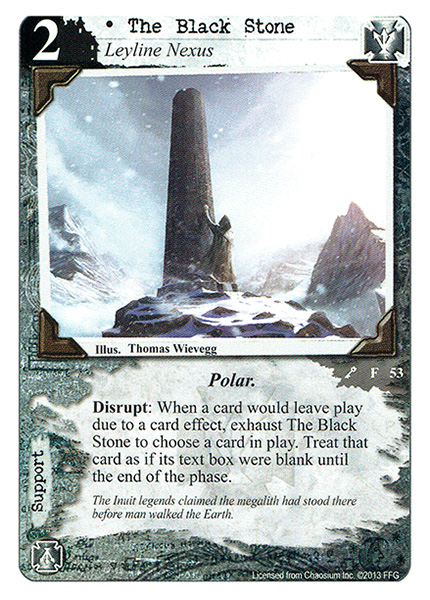 2
• The Black Stone
Leyline Nexus
Illus. Thomas Wievegg
Polar.
F 53
Disrupt: When a card would leave play
due to a card effect, exhaust The Black
Stone to choose a card in play. Treat that
card as if its text box were blank until
the end of the phase.
The Inuit legends claimed the megalith had stood there
before man walked the Earth.
Support
Licensed from Chaosium Inc. ©2013 FFG